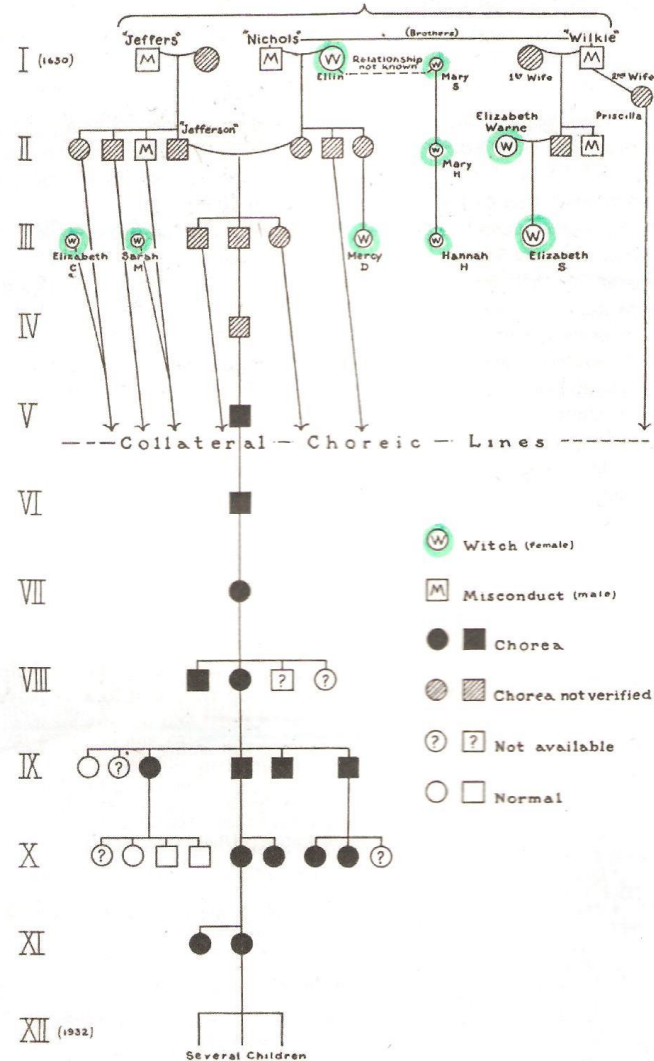 "Jeffers"
"Nichols"
(Brothers)
"Wilkie"
I (1630)
M
M
W
Relationship
not known
W
M
Ellin
Mary
S
1st Wife
2nd Wife
Priscilla
"Jefferson"
Elizabeth
Warne
II
M
W
Mary
H
W
M
III
W
Elizabeth
C
W
Sarah
M
W
Mercy
D
W
Hannah
H
W
Elizabeth
S
IV
V
Collateral - Choreic - Lines
VI
W Witch (female)
VII
M Misconduct (male)
Chorea
VIII
? ?
Chorea not verified
IX
?
? ? Not available
Normal
X
? ?
XI
XII (1932)
Several Children